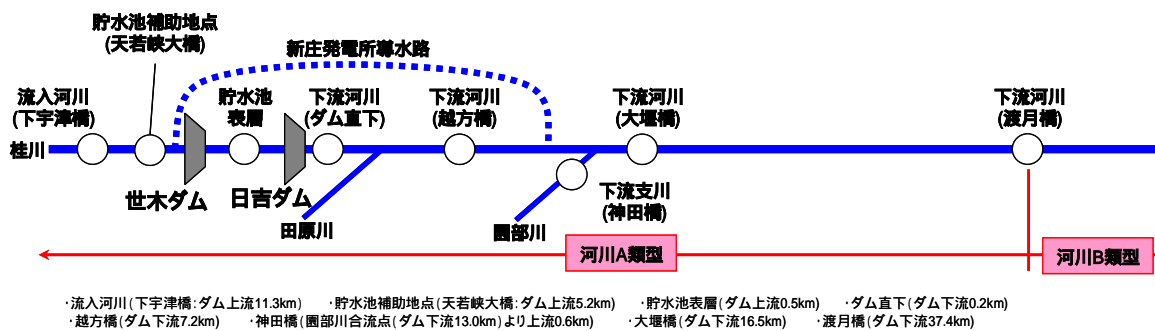 貯水池補助地点
(天若峡大橋)
新庄発電所導水路
流入河川
(下宇津橋)
貯水池
表層
下流河川
(ダム直下)
下流河川
(越方橋)
下流河川
(大堰橋)
下流河川
(渡月橋)
桂川
世木ダム
日吉ダム
下流支川
(神田橋)
田原川
園部川
河川A類型
河川B類型
・流入河川(下宇津橋:ダム上流11.3km) ・貯水池補助地点(天若峡大橋:ダム上流5.2km) ・貯水池表層(ダム上流0.5km) ・ダム直下(ダム下流0.2km)
・越方橋(ダム下流7.2km) ・神田橋(園部川合流点(ダム下流13.0km)より上流0.6km) ・大堰橋(ダム下流16.5km) ・渡月橋(ダム下流37.4km)